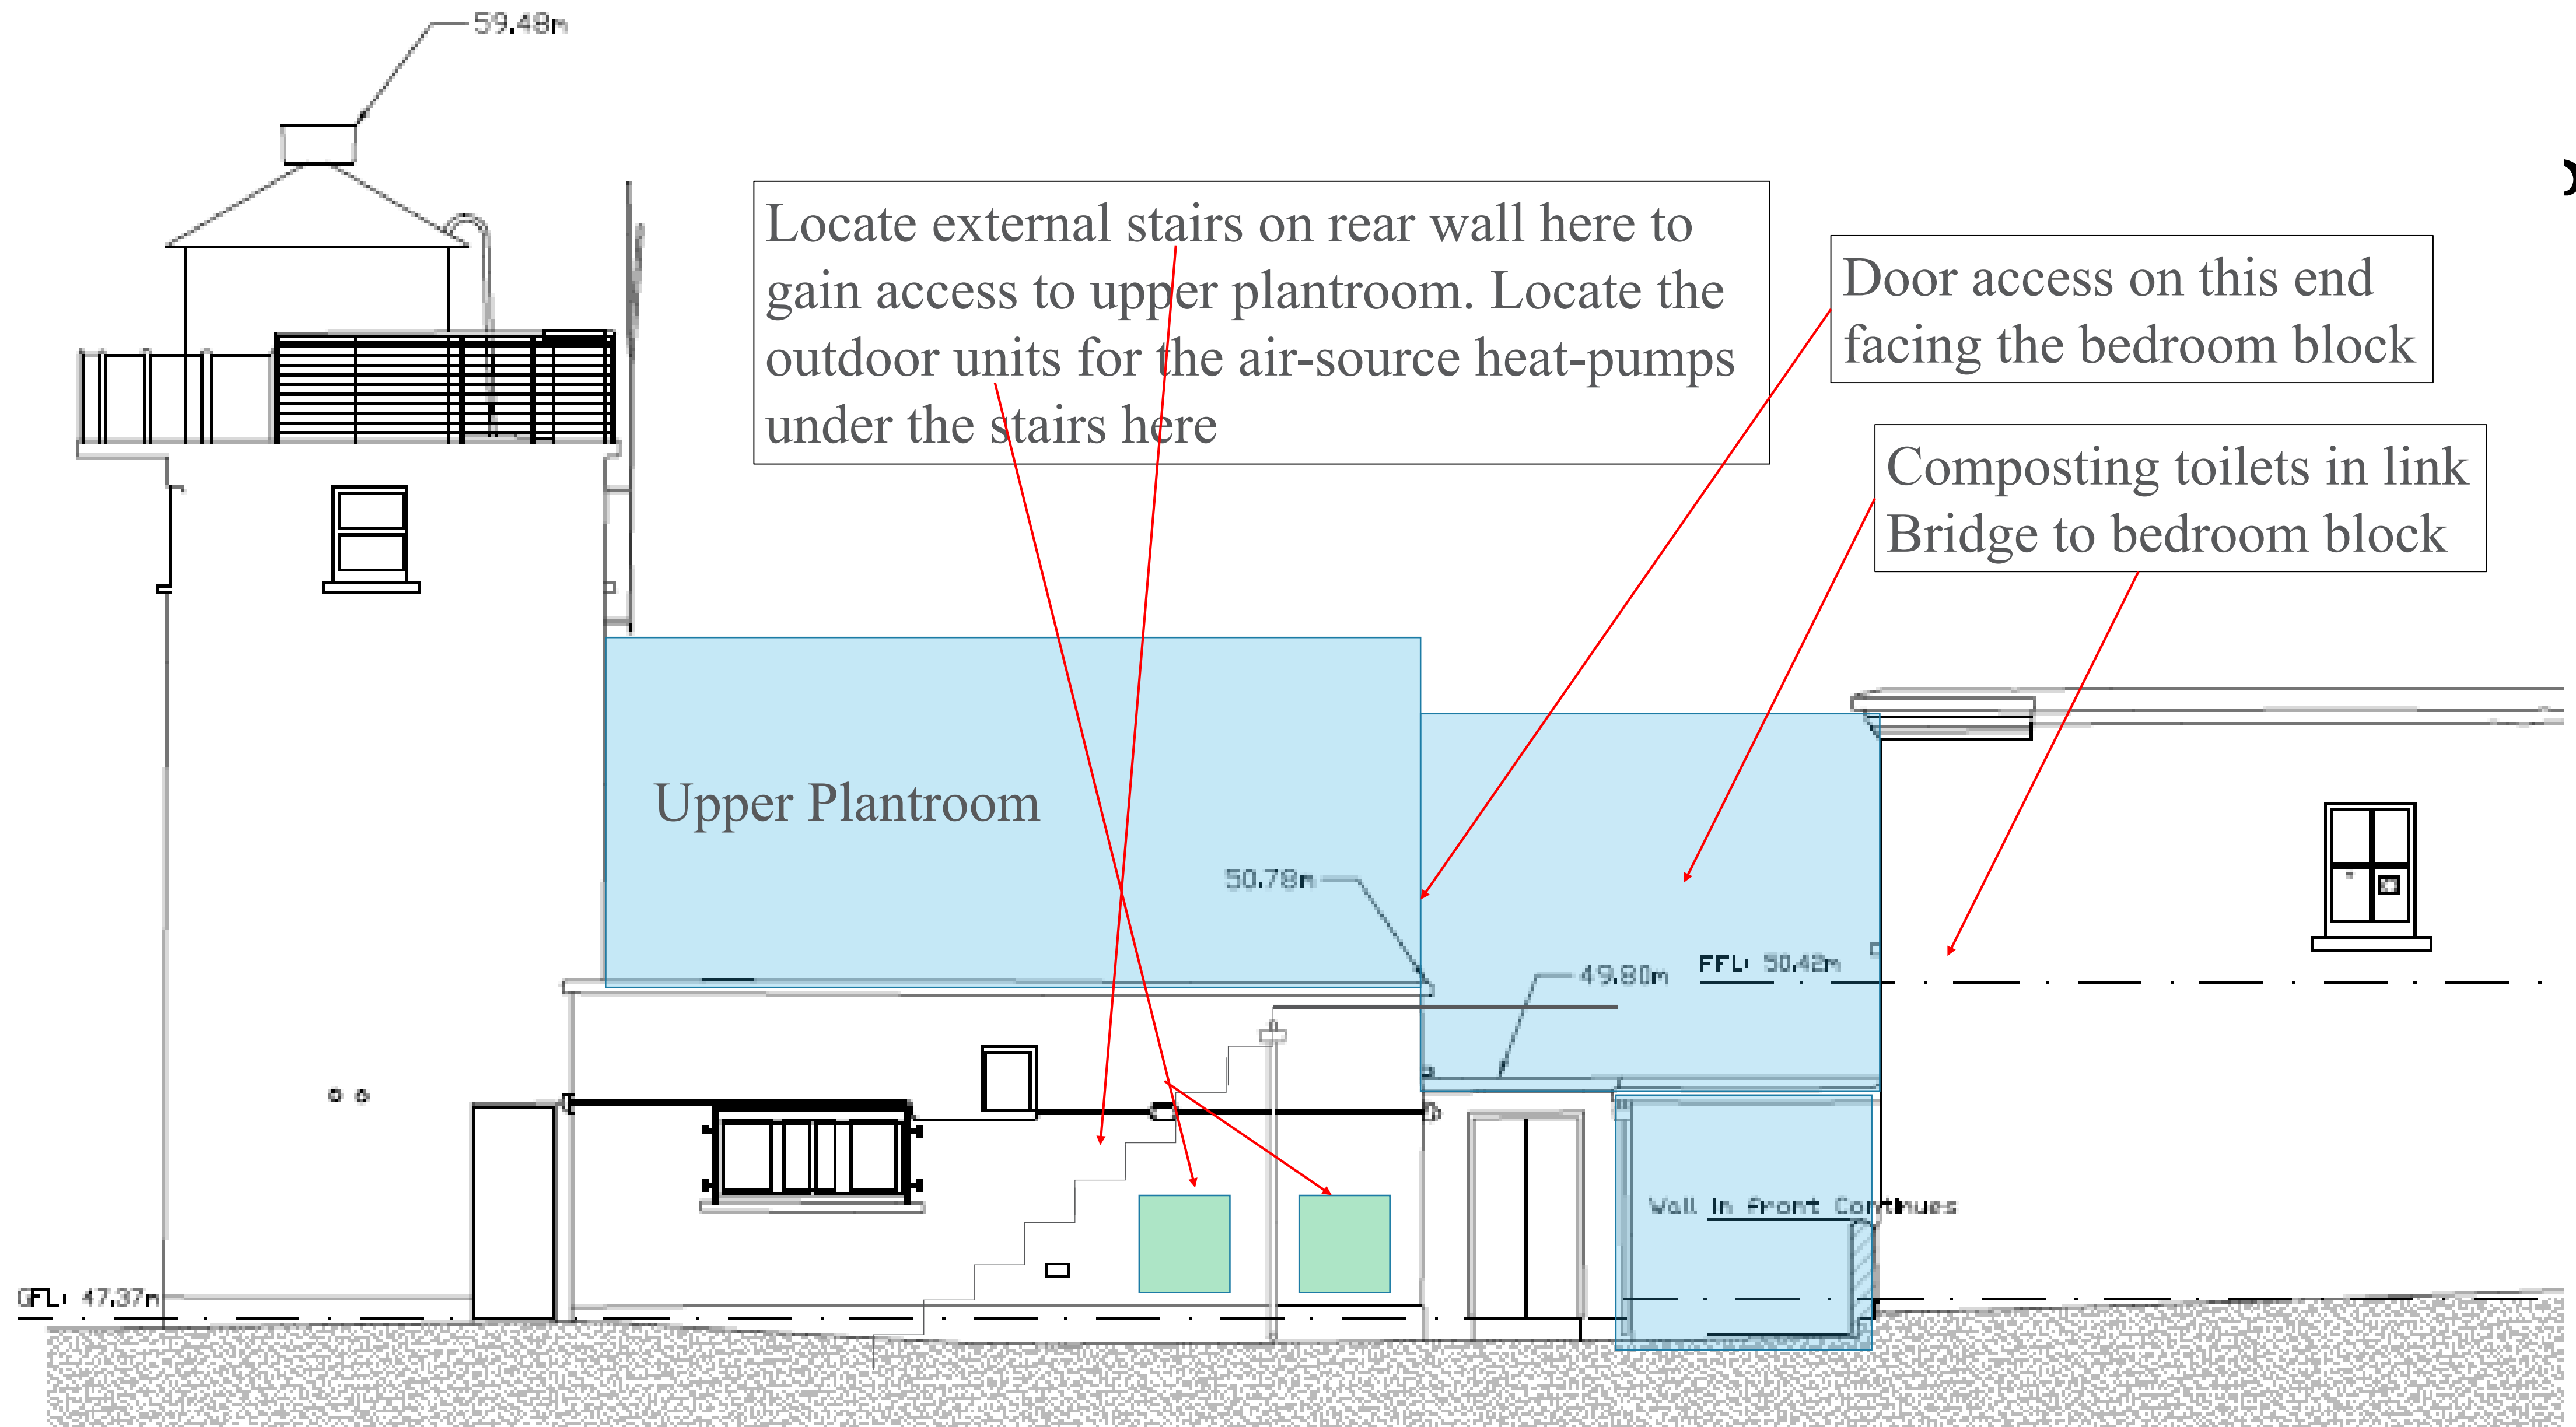 59.48m
Locate external stairs on rear wall here to
gain access to upper plantroom. Locate the
outdoor units for the air-source heat-pumps
under the stairs here
Door access on this end
facing the bedroom block
Composting toilets in link
Bridge to bedroom block
Upper Plantroom
50.78m
49.80m
FFL: 50.42m
Wall In Front Continues
GFL: 47.37m